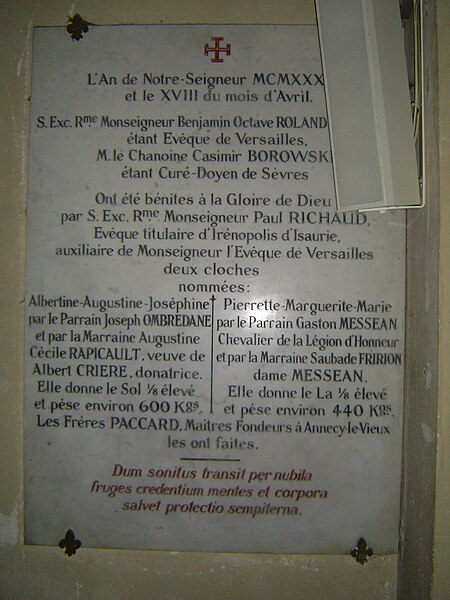 L'An de Notre-Seigneur MCMXXX
et le XVIII du mois d'Avril.
S. Exc. Rme Monseigneur Benjamin Octave ROLAND
étant Evêque de Versailles,
M. le Chanoine Casimir BOROWSKI
étant Curé-Doyen de Sèvres
Ont été bénites à la Gloire de Dieu
par S. Exc. Rme Monseigneur Paul RICHAUD,
Evêque titulaire d'Irénopolis d'Isaurie,
auxiliaire de Monseigneur l'Evêque de Versailles
deux cloches
nommées:
Albertine-Augustine-Joséphine
par le Parrain Joseph OMBREDANE
et par la Marraine Augustine
Cécile RAPICAULT, veuve de
Albert CRIERE, donatrice.
Elle donne le Sol 1/8 élevé
et pèse environ 600 Kgs.
Pierrette-Marguerite-Marie
par le Parrain Gaston MESSEAN
Chevalier de la Légion d'Honneur
et par la Marraine Saubade FRIRION
dame MESSEAN.
Elle donne le La 1/8 élevé
et pèse environ 440 Kgs.
Les Frères PACCARD, Maîtres Fondeurs à Annecy-le-Vieux
les ont faites.
Dum sonitus transit per nubila
fruges credentium mentes et corpora
salvet protectio sempiterna.